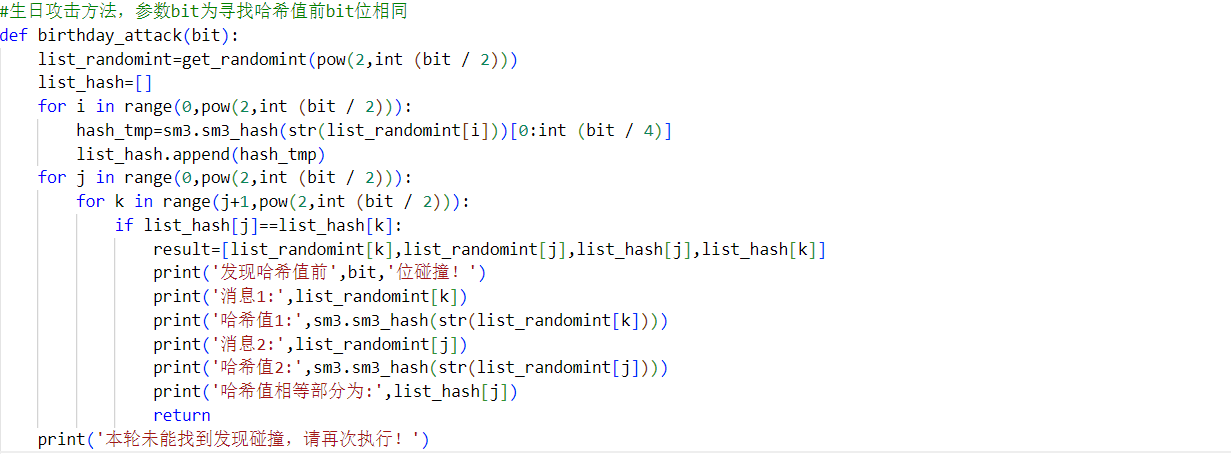 #生日攻击方法，参数bit为寻找哈希值前bit位相同
def birthday_attack(bit):
    list_randomint=get_randomint(pow(2,int (bit / 2)))
    list_hash=[]
    for i in range(0,pow(2,int (bit / 2))):
        hash_tmp=sm3.sm3_hash(str(list_randomint[i]))[0:int (bit / 4)]
        list_hash.append(hash_tmp)
    for j in range(0,pow(2,int (bit / 2))):
        for k in range(j+1,pow(2,int (bit / 2))):
            if list_hash[j]==list_hash[k]:
                result=[list_randomint[k],list_randomint[j],list_hash[j],list_hash[k]]
                print('发现哈希值前',bit,'位碰撞！')
                print('消息1:',list_randomint[k])
                print('哈希值1:',sm3.sm3_hash(str(list_randomint[k])))
                print('消息2:',list_randomint[j])
                print('哈希值2:',sm3.sm3_hash(str(list_randomint[j])))
                print('哈希值相等部分为:',list_hash[j])
                return
    print('本轮未能找到发现碰撞，请再次执行！')